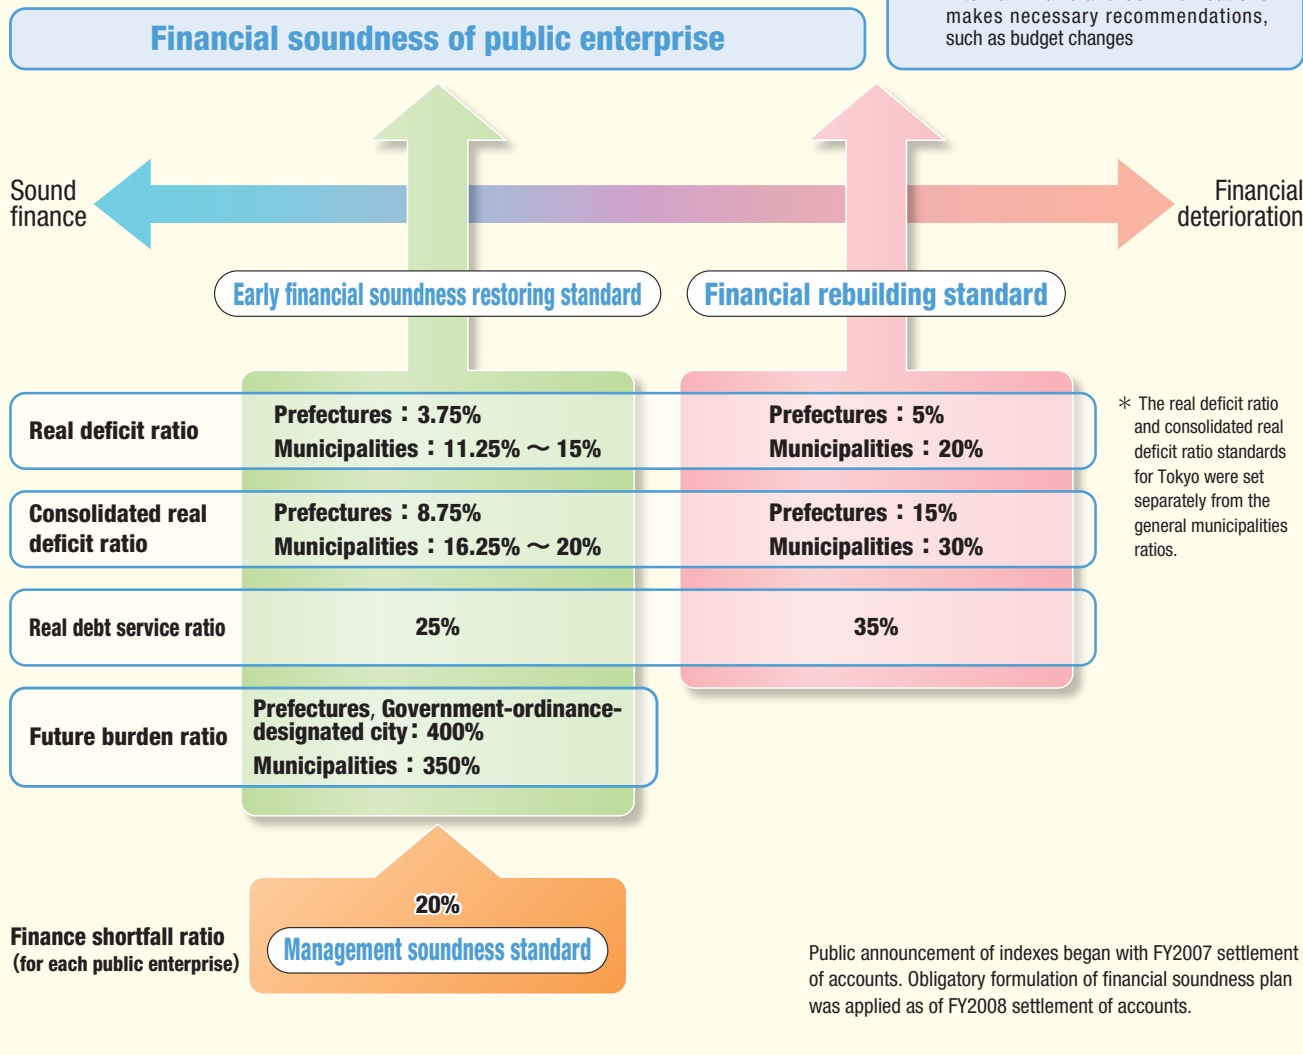 makes necessary recommendations,
such as budget changes
Financial soundness of public enterprise
Sound
finance
Financial
deterioration
Early financial soundness restoring standard
Financial rebuilding standard
Real deficit ratio
Prefectures：3.75%
Municipalities：11.25% ～ 15%
Prefectures：5%
Municipalities：20%
Consolidated real
deficit ratio
Prefectures：8.75%
Municipalities：16.25% ～ 20%
Prefectures：15%
Municipalities：30%
＊ The real deficit ratio
and consolidated real
deficit ratio standards
for Tokyo were set
separately from the
general municipalities
ratios.
Real debt service ratio
25%
35%
Future burden ratio
Prefectures, Government-ordinance-
designated city：400%
Municipalities：350%
Finance shortfall ratio
(for each public enterprise)
20%
Management soundness standard
Public announcement of indexes began with FY2007 settlement
of accounts. Obligatory formulation of financial soundness plan
was applied as of FY2008 settlement of accounts.